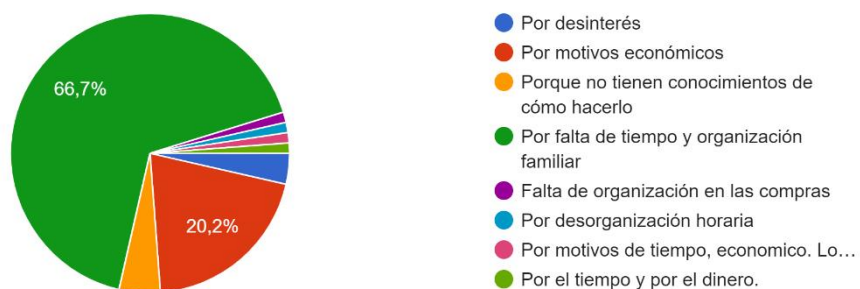 66,7%
20,2%
Por desinterés
Por motivos económicos
Porque no tienen conocimientos de
cómo hacerlo
Por falta de tiempo y organización
familiar
Falta de organización en las compras
Por desorganización horaria
Por motivos de tiempo, economico. Lo…
Por el tiempo y por el dinero.